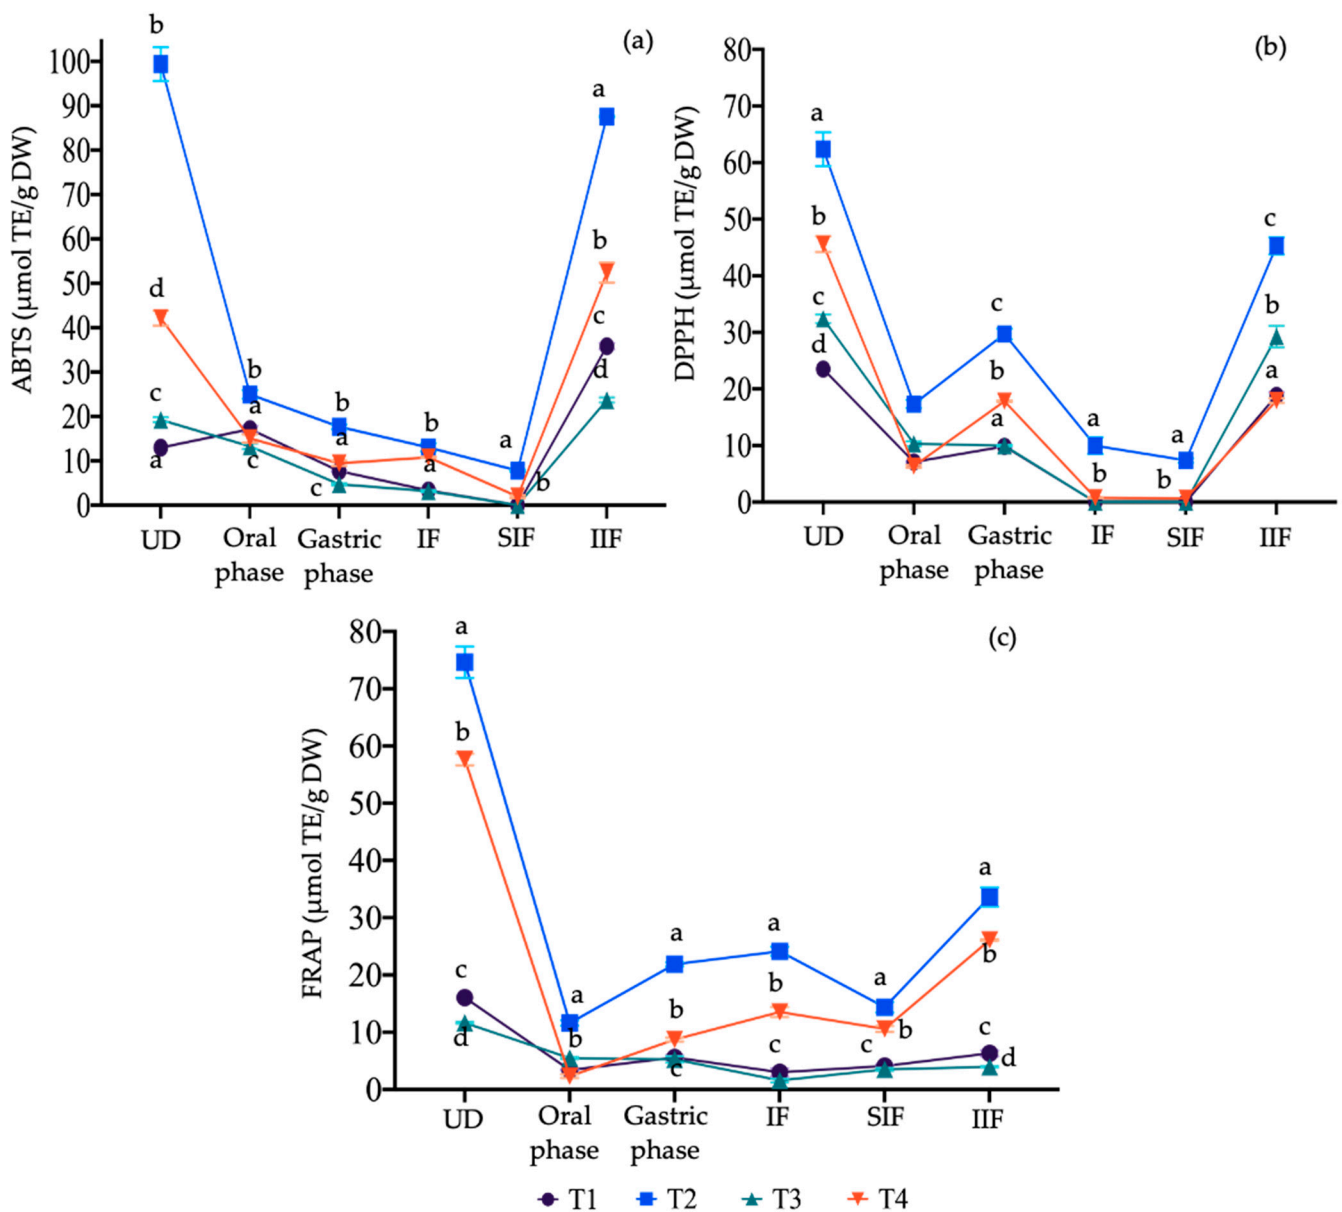 (a)
ABTS (µmol TE/g DW)
100
90
80
70
60
50
40
30
20
10
0
b
d
c
a
b
a
c
b
a
c
b
a
a
b
a
b
c
d
UD
Oral
phase
Gastric
phase
IF
SIF
IIF
(b)
DPPH (µmol TE/g DW)
80
70
60
50
40
30
20
10
0
a
b
c
d
c
b
a
a
b
a
b
c
b
a
UD
Oral
phase
Gastric
phase
IF
SIF
IIF
(c)
FRAP (µmol TE/g DW)
80
70
60
50
40
30
20
10
0
a
b
c
d
a
b
a
b
c
a
b
c
a
b
c
a
b
c
d
UD
Oral
phase
Gastric
phase
IF
SIF
IIF
T1 T2 T3 T4